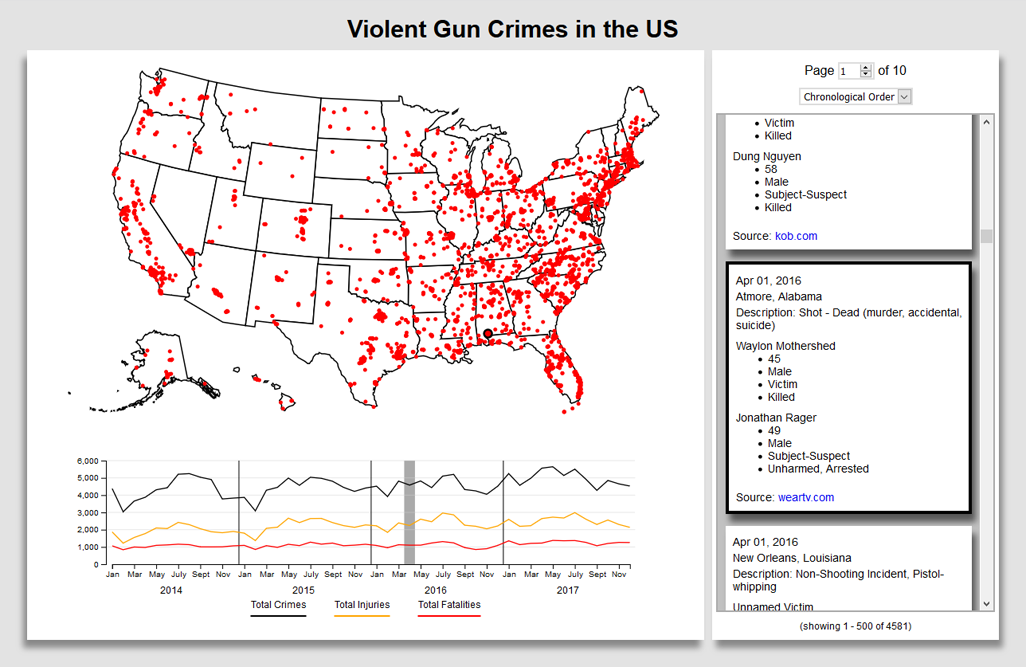 Violent Gun Crimes in the US
6,000
5,000
4,000
3,000
2,000
1,000
0
Jan Mar May July Sept Nov Jan Mar May July Sept Nov Jan Mar May July Sept Nov Jan Mar May July Sept Nov
2014 2015 2016 2017
Total Crimes Total Injuries Total Fatalities
Page 1 of 10
Chronological Order
• Victim
• Killed
Dung Nguyen
• 58
• Male
• Subject-Suspect
• Killed
Source: kob.com
Apr 01, 2016
Atmore, Alabama
Description: Shot - Dead (murder, accidental,
suicide)
Waylon Mothershed
• 45
• Male
• Victim
• Killed
Jonathan Rager
• 49
• Male
• Subject-Suspect
• Unharmed, Arrested
Source: weartv.com
Apr 01, 2016
New Orleans, Louisiana
Description: Non-Shooting Incident, Pistol-
whipping
Unnamed Victim
(showing 1 - 500 of 4581)